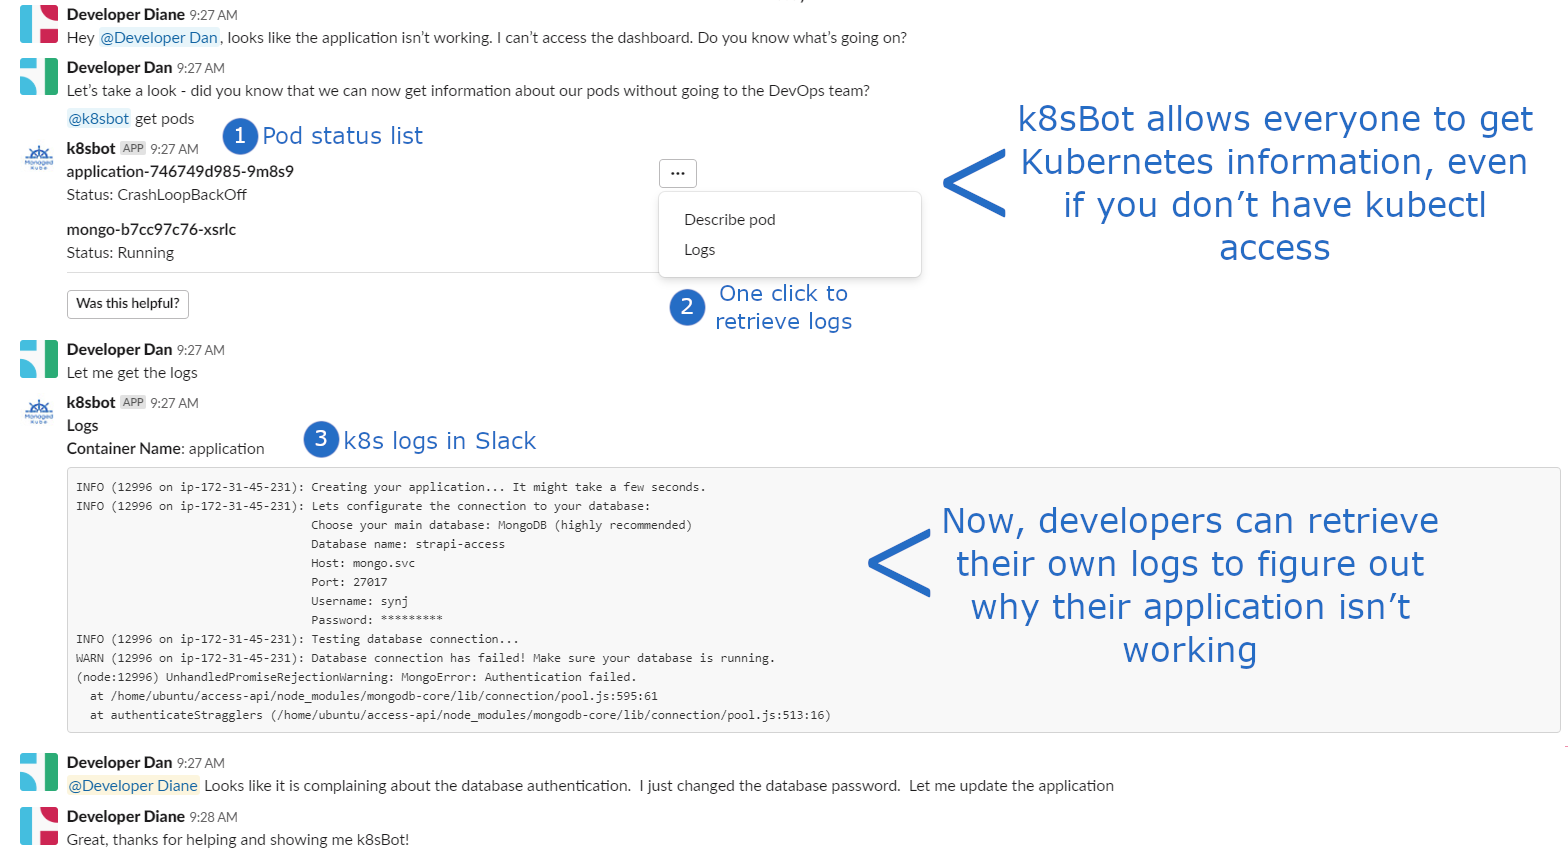 Developer Diane 9:27 AM
Hey @Developer Dan, looks like the application isn't working. I can't access the dashboard. Do you know what's going on?
Developer Dan 9:27 AM
Let's take a look - did you know that we can now get information about our pods without going to the DevOps team?
@k8sbot get pods
1 Pod status list
k8sbot APP 9:27 AM
application-746749d985-9m8s9
Status: CrashLoopBackOff
mongo-b7cc97c76-xsrlc
Status: Running
Was this helpful?
...
Describe pod
Logs
2 One click to
retrieve logs
< k8sBot allows everyone to get
Kubernetes information, even
if you don't have kubectl
access
Developer Dan 9:27 AM
Let me get the logs
k8sbot APP 9:27 AM
Logs
Container Name: application
3 k8s logs in Slack
INFO (12996 on ip-172-31-45-231): Creating your application... It might take a few seconds.
INFO (12996 on ip-172-31-45-231): Lets configurate the connection to your database:
Choose your main database: MongoDB (highly recommended)
Database name: strapi-access
Host: mongo.svc
Port: 27017
Username: synj
Password: *********
INFO (12996 on ip-172-31-45-231): Testing database connection...
WARN (12996 on ip-172-31-45-231): Database connection has failed! Make sure your database is running.
(node:12996) UnhandledPromiseRejectionWarning: MongoError: Authentication failed.
at /home/ubuntu/access-api/node_modules/mongodb-core/lib/connection/pool.js:595:61
at authenticateStragglers (/home/ubuntu/access-api/node_modules/mongodb-core/lib/connection/pool.js:513:16)
< Now, developers can retrieve
their own logs to figure out
why their application isn't
working
Developer Dan 9:27 AM
@Developer Diane Looks like it is complaining about the database authentication.  I just changed the database password.  Let me update the application
Developer Diane 9:28 AM
Great, thanks for helping and showing me k8sBot!
Managed
Kube
Managed
Kube